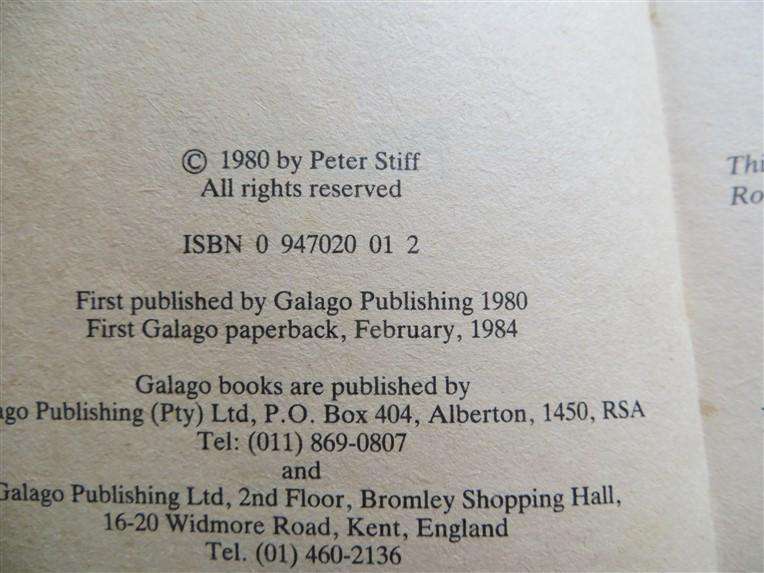 © 1980 by Peter Stiff
All rights reserved
ISBN 0 947020 01 2
First published by Galago Publishing 1980
First Galago paperback, February, 1984
Galago books are published by
ago Publishing (Pty) Ltd, P.O. Box 404, Alberton, 1450, RSA
Tel: (011) 869-0807
and
Galago Publishing Ltd, 2nd Floor, Bromley Shopping Hall,
16-20 Widmore Road, Kent, England
Tel. (01) 460-2136
Thi
Ro